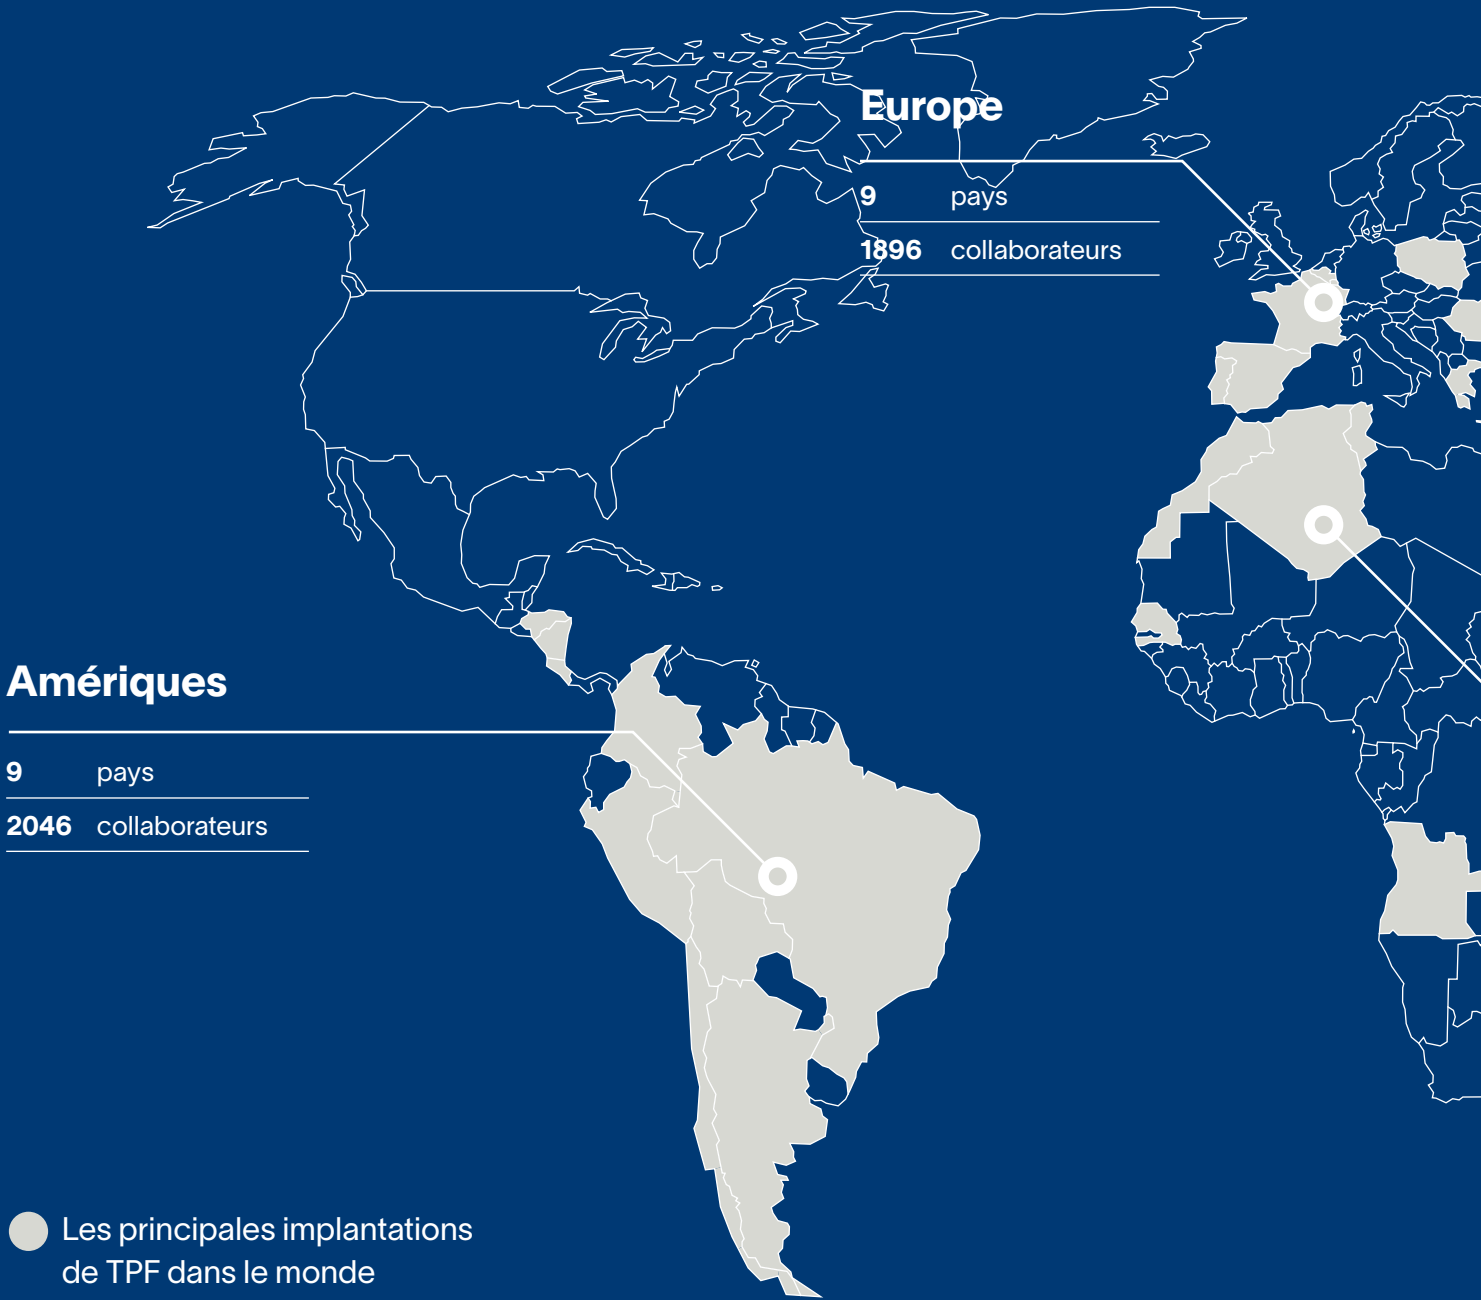 Europe
9 pays
1896 collaborateurs
Amériques
9 pays
2046 collaborateurs
Les principales implantations
de TPF dans le monde